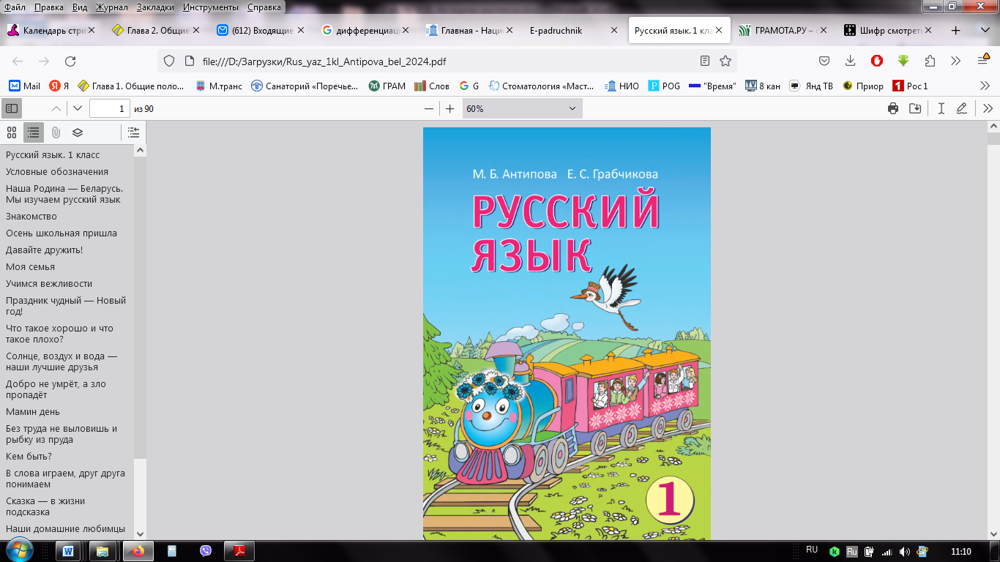 Файл Правка Вид Журнал Закладки Инструменты Справка
Календарь стри
Глава 2. Общие
(612) Входящие
дифференциац
Главная - Наци
E-padruchnik
Русский язык. 1 кла
ГРАМОТА.РУ – с
Шифр смотреть
file:///D:/Загрузки/Rus_yaz_1kl_Antipova_bel_2024.pdf
Mail
Я
Глава 1. Общие поло...
М.транс
Санаторий «Поречье...
ГРАМ
Слов
G
Стоматология «Маст...
НИО
POG
"Время"
8 кан
Янд ТВ
Приор
Рос 1
1 из 90
60%
Русский язык. 1 класс
Условные обозначения
Наша Родина — Беларусь.
Мы изучаем русский язык
Знакомство
Осень школьная пришла
Давайте дружить!
Моя семья
Учимся вежливости
Праздник чудный — Новый
год!
Что такое хорошо и что
такое плохо?
Солнце, воздух и вода —
наши лучшие друзья
Добро не умрёт, а зло
пропадёт
Мамин день
Без труда не выловишь и
рыбку из пруда
Кем быть?
В слова играем, друг друга
понимаем
Сказка — в жизни
подсказка
Наши домашние любимцы
М. Б. Антипова Е. С. Грабчикова
РУССКИЙ
ЯЗЫК
1
RU
Ru
11:10